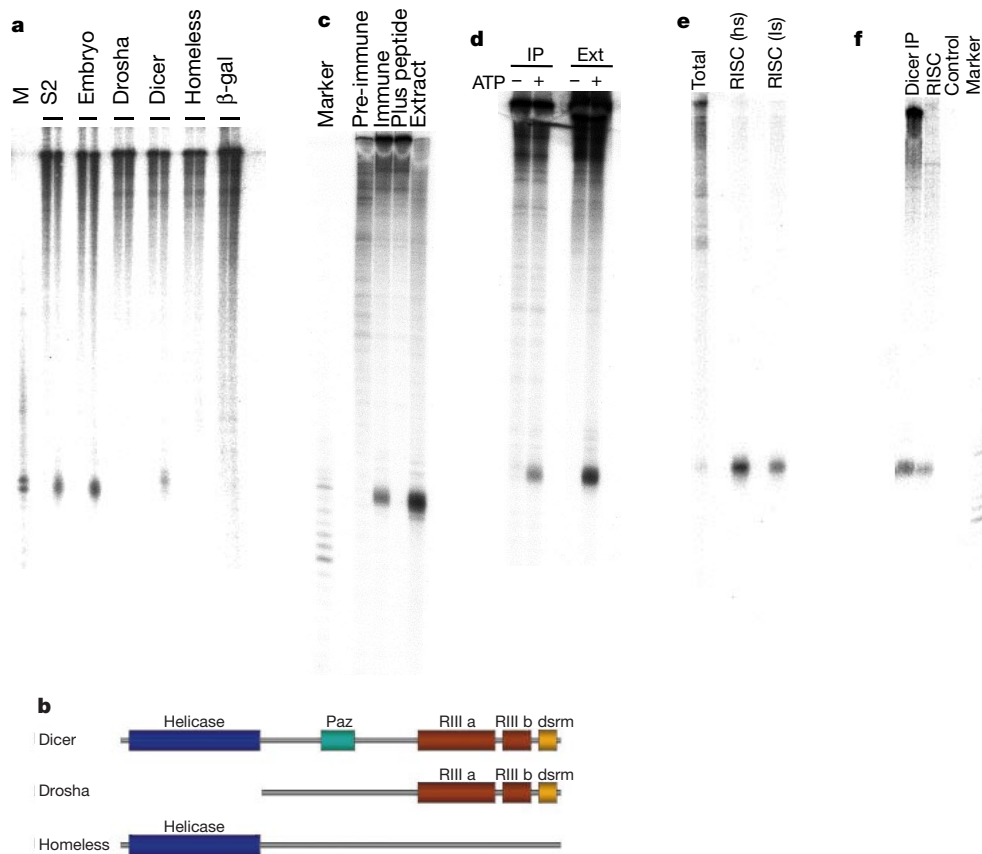 a
M
S2
Embryo
Drosha
Dicer
Homeless
β-gal
c
Marker
Pre-immune
Immune
Plus peptide
Extract
d
IP Ext
ATP – + – +
e
Total
RISC (hs)
RISC (ls)
f
Dicer IP
RISC
Control
Marker
b
Helicase Paz RIII a RIII b dsrm
Dicer
RIII a RIII b dsrm
Drosha
Helicase
Homeless